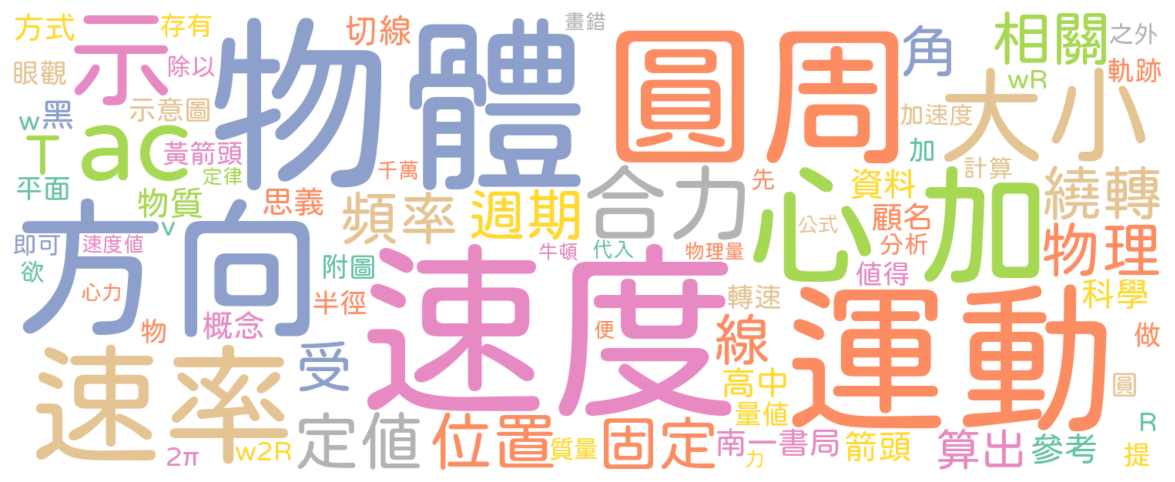 方式 示 存有 物體 切線 畫錯 圓周 角 相關 之外
眼觀 除以 wR 軌跡
示意圖 大小
w 黑 加速度
T ac 黃箭頭 加
定律 千萬 合力 先 計算
平面 物質 思義 頻率 週期 心加 資料 繞轉
v 顧名
方向 公式 分析 物理
即可 速度值 速度 牛頓 代入 物理量
欲 附圖 值得
心力 半徑 轉速 科學
物 概念 便 線 運動 做
速率 受 高中 圓
定值 位置 固定 量值 R
2π w2R 質量 南一書局 箭頭 算出 參考 提
力